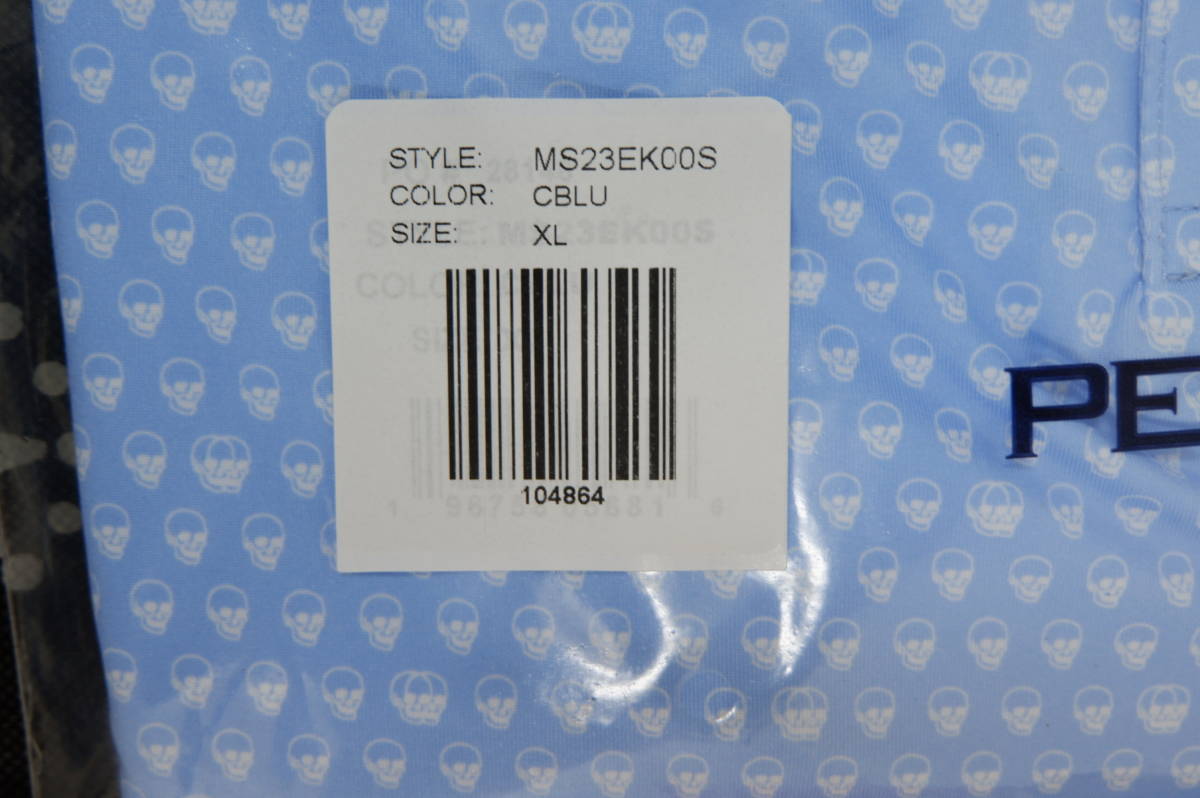 STYLE: MS23EK00S
COLOR: CBLU
SIZE: XL
104864
PE